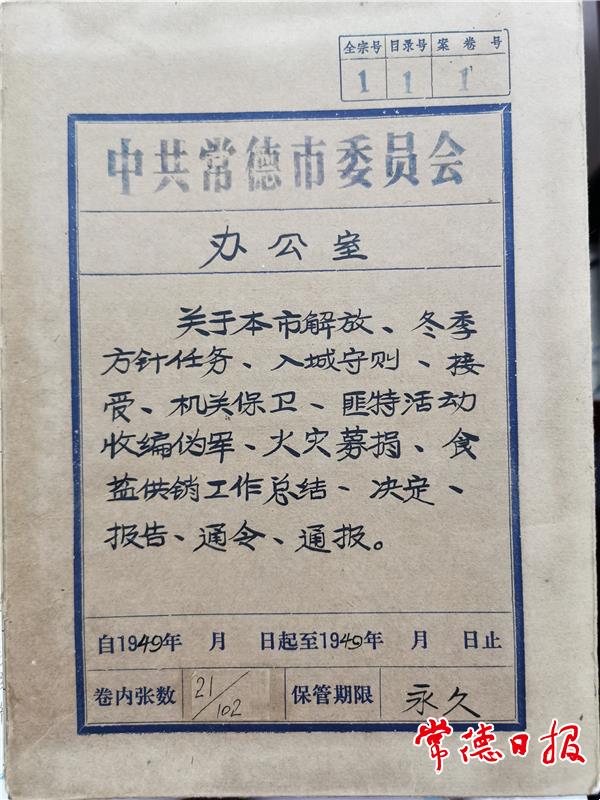 全宗号 目录号 案卷号
1 1 1
中共常德市委员会
办公室
关于本市解放、冬季
方针任务、入城守则、接
受、机关保卫、匪特活动
收编伪军、火灾募捐、食
盐供销工作总结、决定、
报告、通令、通报。
自1949年 月 日起至1949年 月 日止
卷内张数 21/102 保管期限 永久
常德日报